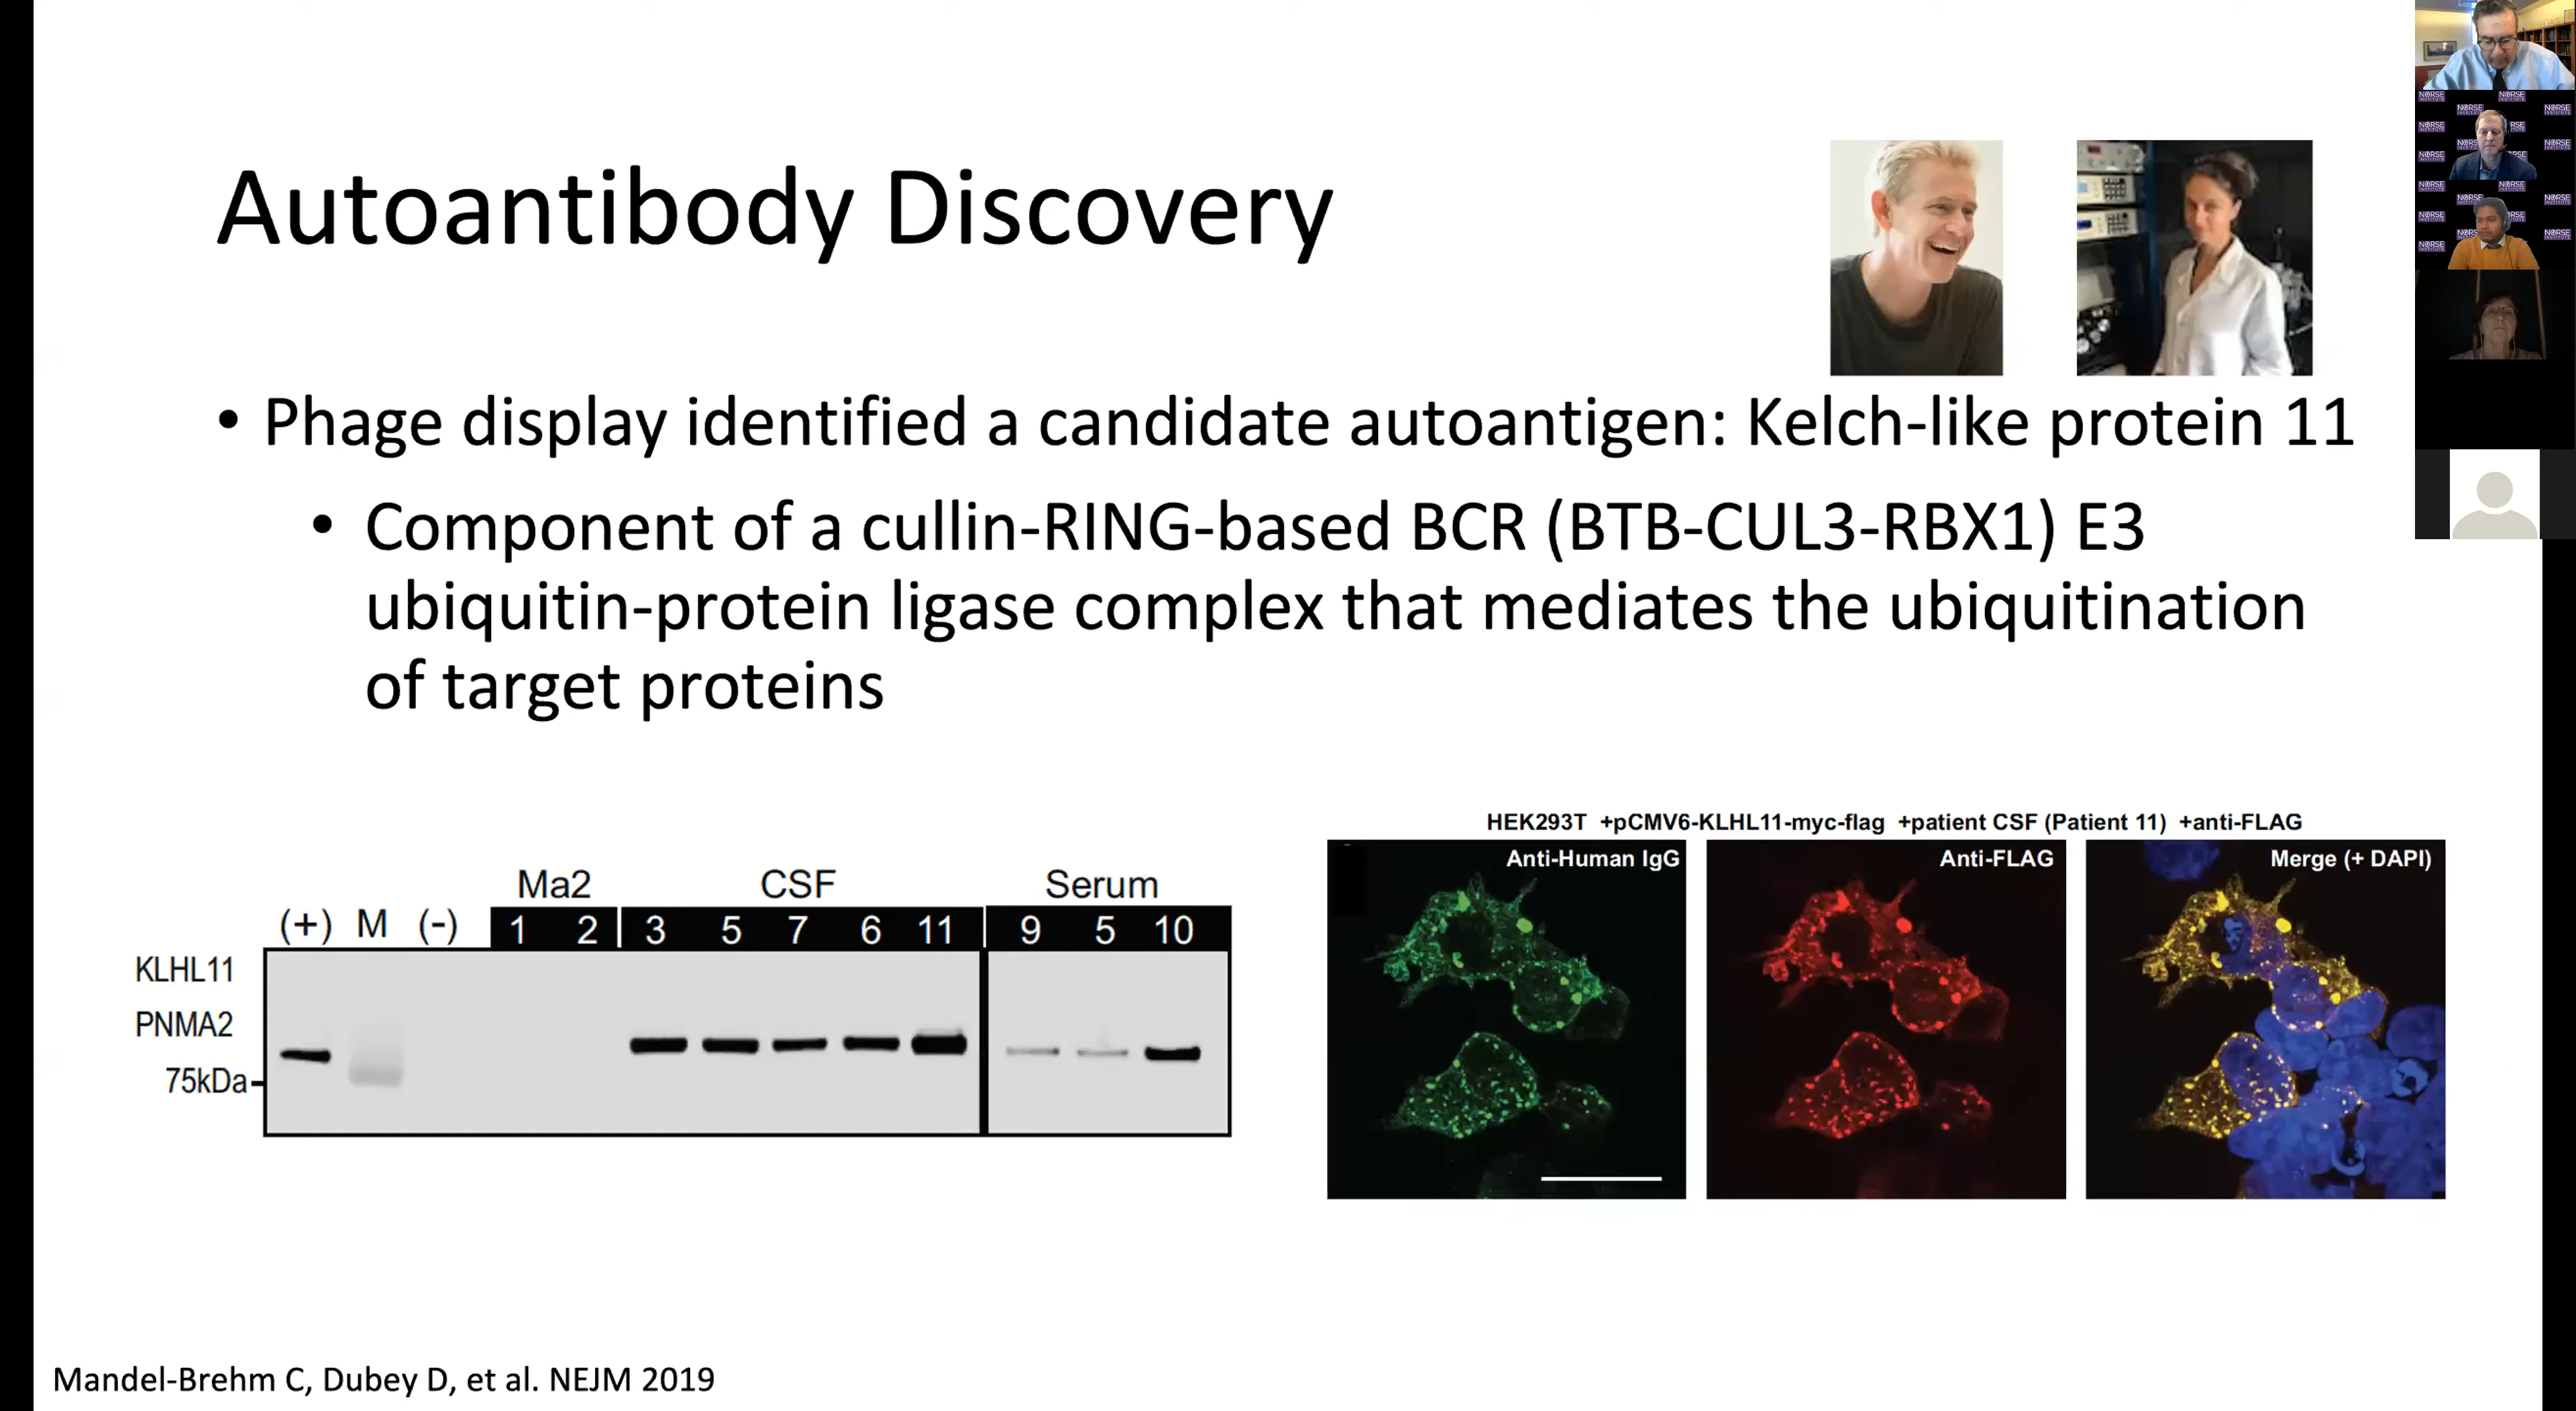 Autoantibody Discovery
• Phage display identified a candidate autoantigen: Kelch-like protein 11
• Component of a cullin-RING-based BCR (BTB-CUL3-RBX1) E3
ubiquitin-protein ligase complex that mediates the ubiquitination
of target proteins
Ma2 CSF Serum
(+) M (-) 1 2 3 5 7 6 11 9 5 10
KLHL11
PNMA2
75kDa
HEK293T +pCMV6-KLHL11-myc-flag +patient CSF (Patient 11) +anti-FLAG
Anti-Human IgG
Anti-FLAG
Merge (+ DAPI)
Mandel-Brehm C, Dubey D, et al. NEJM 2019
NORSE
INSTITUTE